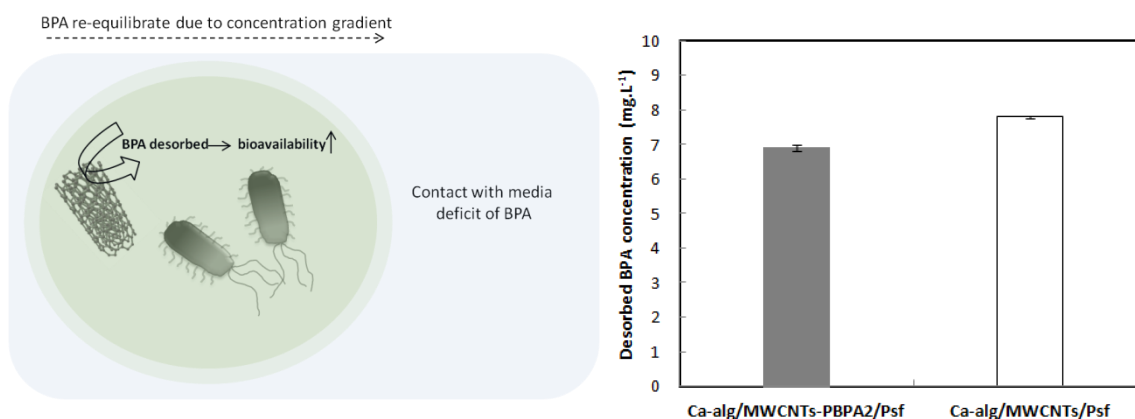 BPA re-equilibrate due to concentration gradient
BPA desorbed
bioavailability
Contact with media
deficit of BPA
Desorbed BPA concentration (mg.L-1)
10
9
8
7
6
5
4
3
2
1
0
Ca-alg/MWCNTs-PBPA2/Psf
Ca-alg/MWCNTs/Psf